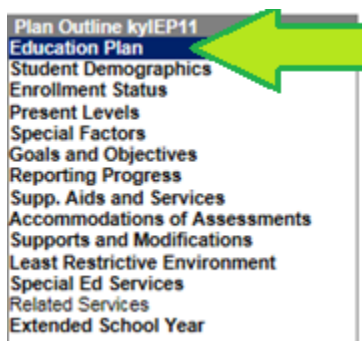 Plan Outline kyIEP11
Education Plan
Student Demographics
Enrollment Status
Present Levels
Special Factors
Goals and Objectives
Reporting Progress
Supp. Aids and Services
Accommodations of Assessments
Supports and Modifications
Least Restrictive Environment
Special Ed Services
Related Services
Extended School Year